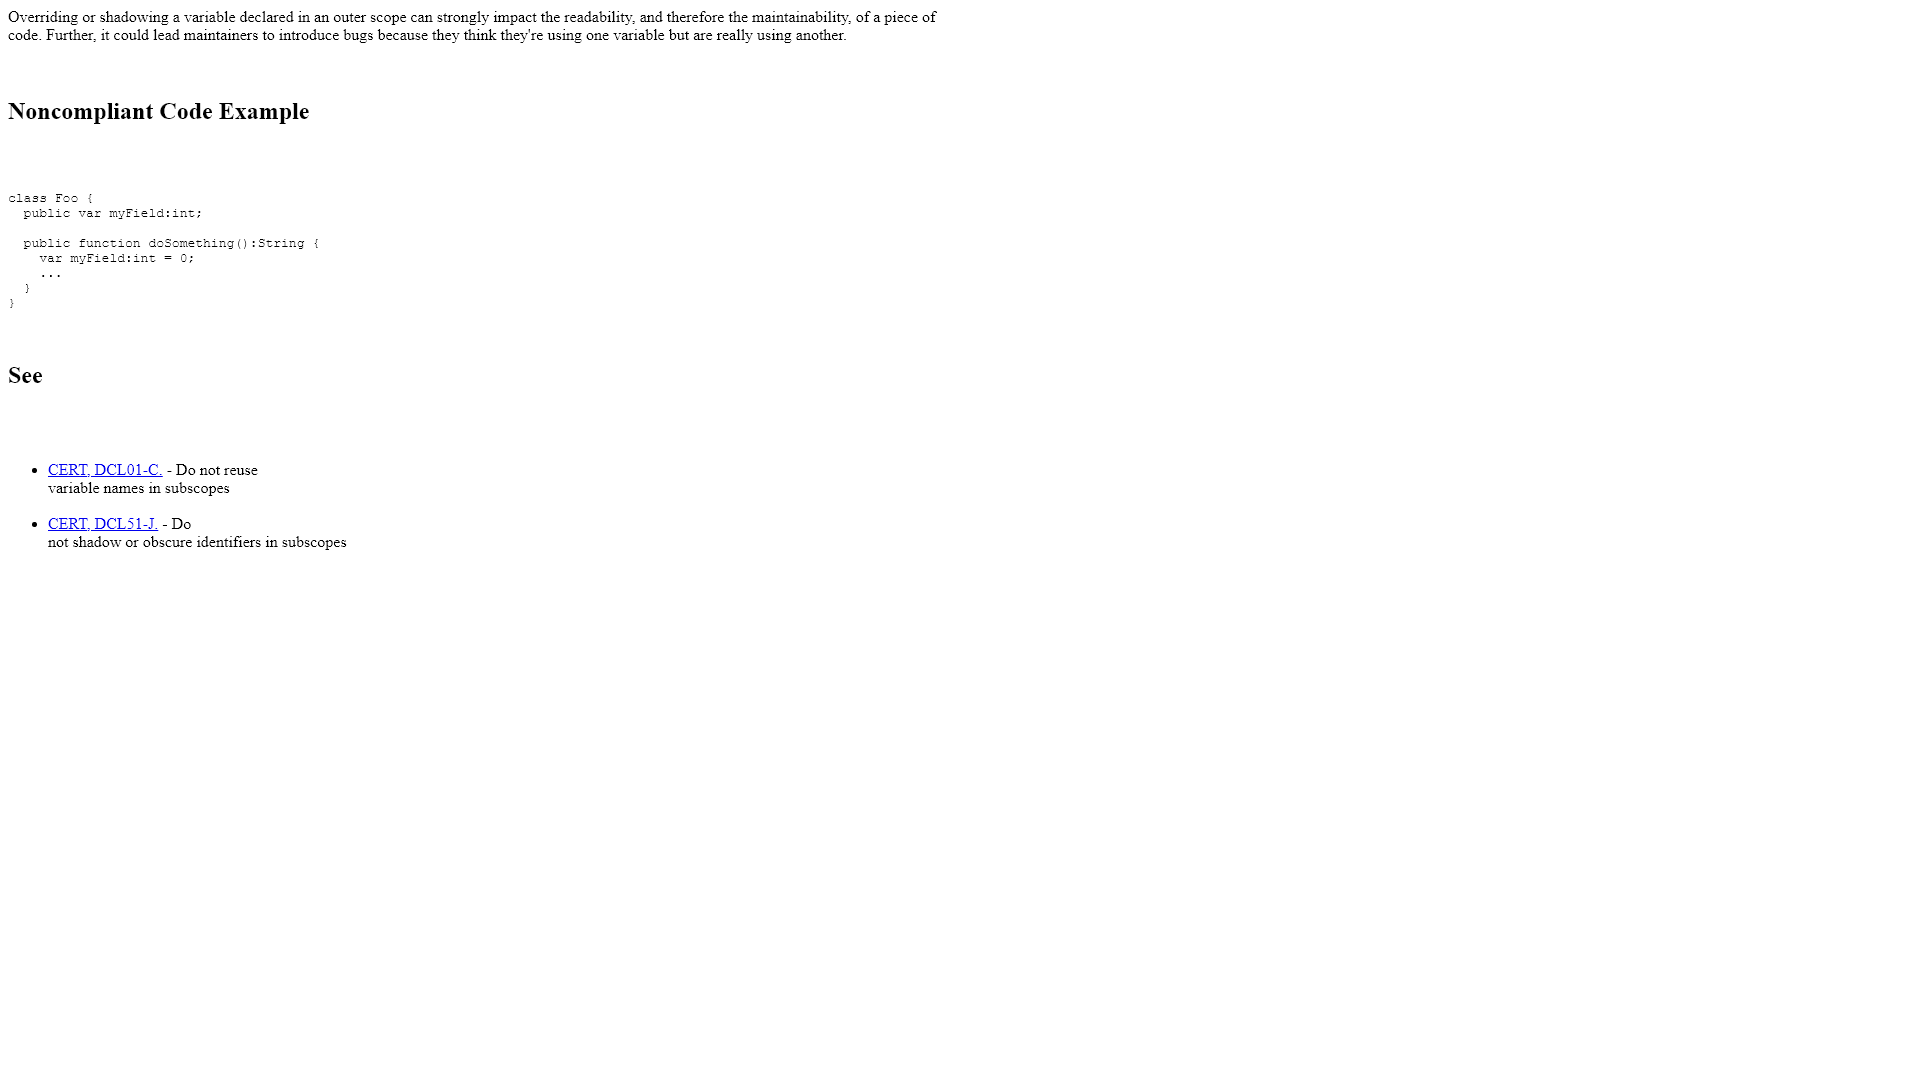 Overriding or shadowing a variable declared in an outer scope can strongly impact the readability, and therefore the maintainability, of a piece of
code. Further, it could lead maintainers to introduce bugs because they think they're using one variable but are really using another.
Noncompliant Code Example
class Foo {
  public var myField:int;
  public function doSomething():String {
    var myField:int = 0;
    ...
  }
}
See
• CERT, DCL01-C. - Do not reuse
variable names in subscopes
• CERT, DCL51-J. - Do
not shadow or obscure identifiers in subscopes